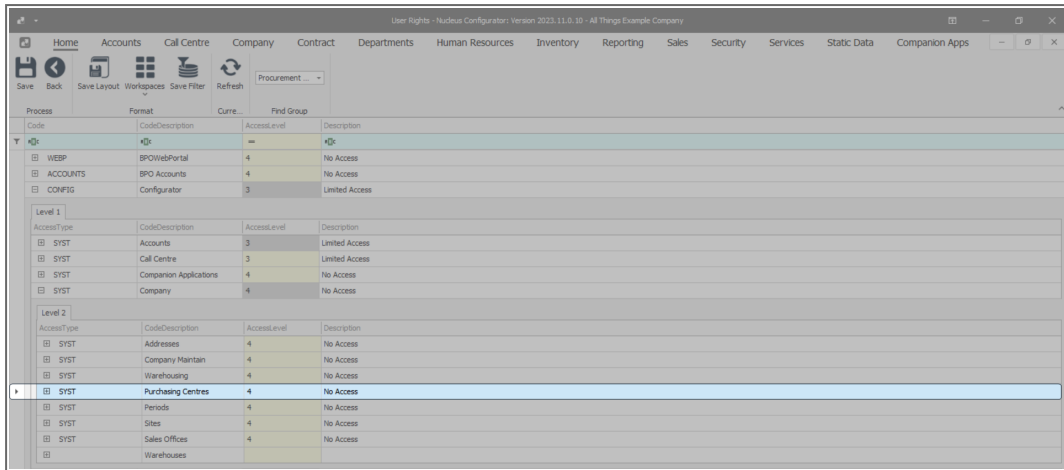 User Rights - Nucleus Configurator: Version 2023.11.0.10 - All Things Example Company
Home Accounts Call Centre Company Contract Departments Human Resources Inventory Reporting Sales Security Services Static Data Companion Apps
Save Back Save Layout Workspaces Save Filter Refresh Procurement ...
Process Format Curre... Find Group
Code CodeDescription AccessLevel Description
=
WEBP BPOWebPortal 4 No Access
ACCOUNTS BPO Accounts 4 No Access
CONFIG Configurator 3 Limited Access
Level 1
AccessType CodeDescription AccessLevel Description
SYST Accounts 3 Limited Access
SYST Call Centre 3 Limited Access
SYST Companion Applications 4 No Access
SYST Company 4 No Access
Level 2
AccessType CodeDescription AccessLevel Description
SYST Addresses 4 No Access
SYST Company Maintain 4 No Access
SYST Warehousing 4 No Access
SYST Purchasing Centres 4 No Access
SYST Periods 4 No Access
SYST Sites 4 No Access
SYST Sales Offices 4 No Access
Warehouses